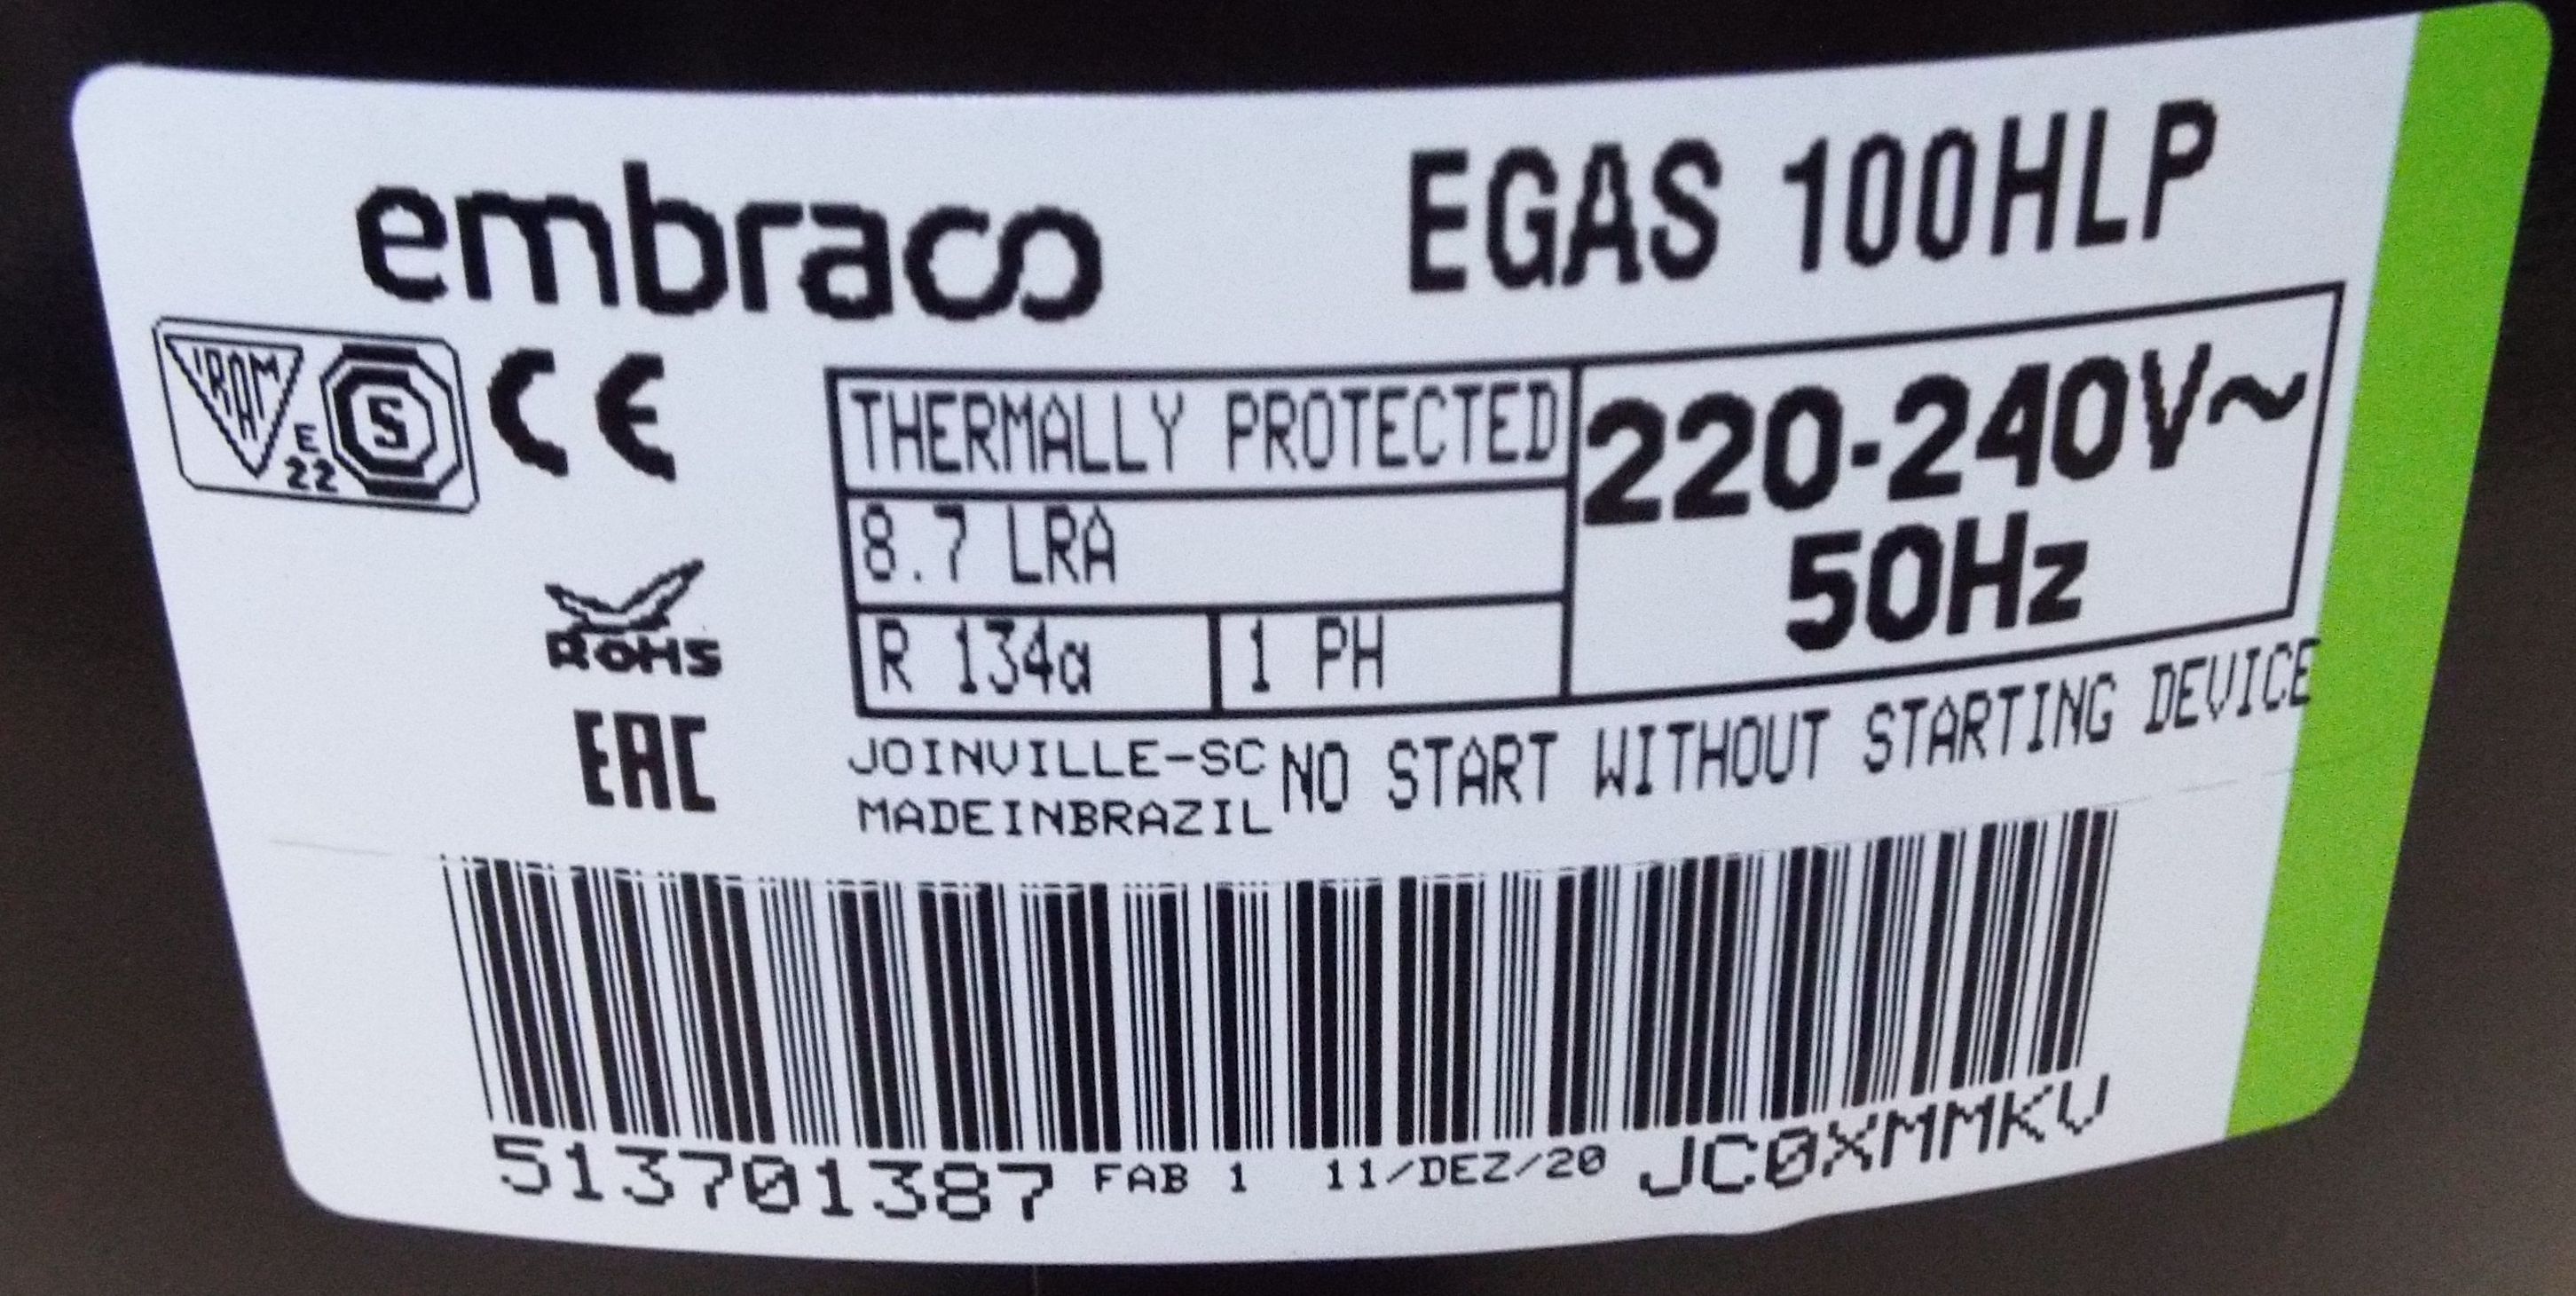 embraco EGAS 100HLP
IRAM E 22 S CE
THERMALLY PROTECTED
8.7 LRA
R 134a 1 PH
220-240V~
50Hz
RoHS
EAC
JOINVILLE-SC
MADEINBRAZIL
NO START WITHOUT STARTING DEVICE
513701387 FAB 1 11/DEZ/20 JC0XMMKV